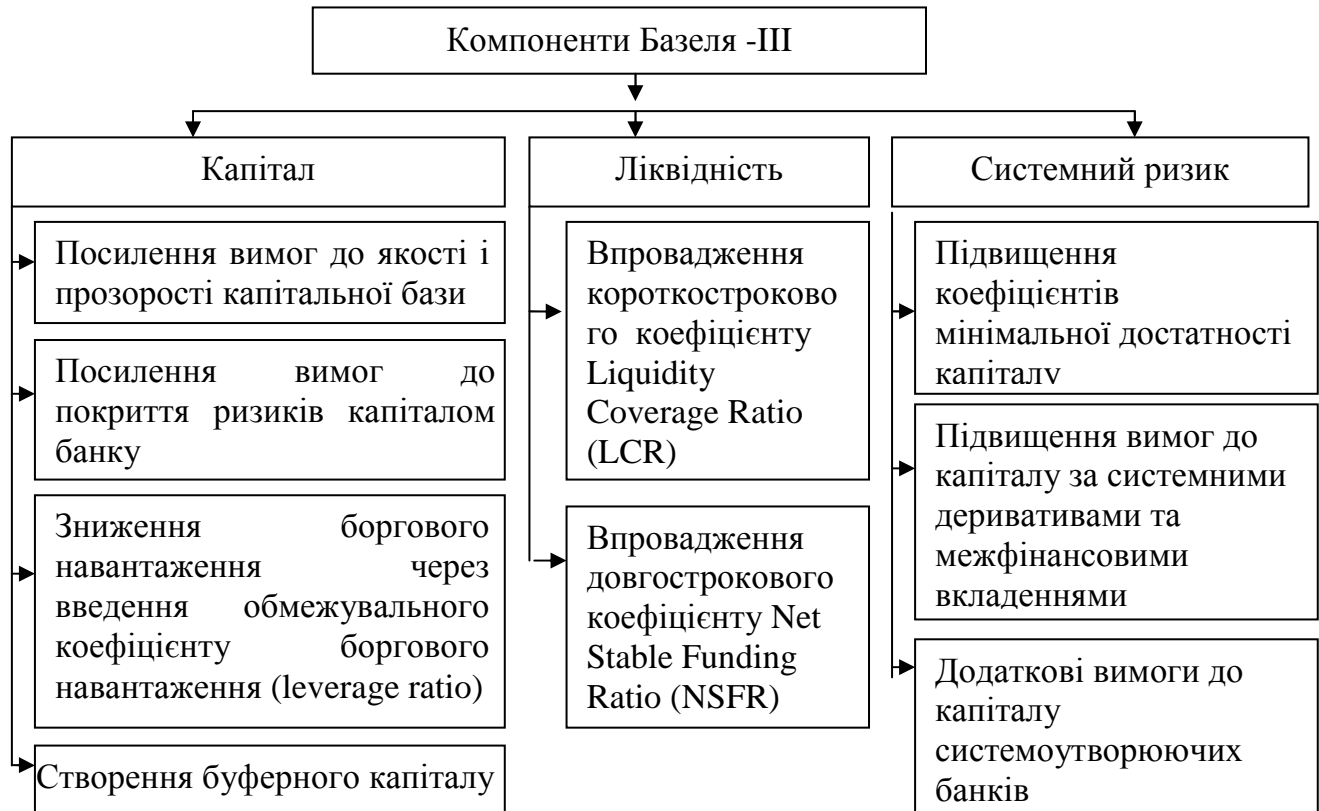 Компоненти Базеля -III
Капітал
Посилення вимог до якості і
прозорості капітальної бази
Посилення вимог до
покриття ризиків капіталом
банку
Зниження боргового
навантаження через
введення обмежувального
коефіцієнту боргового
навантаження (leverage ratio)
Створення буферного капіталу
Ліквідність
Впровадження
короткостроково
го коефіцієнту
Liquidity
Coverage Ratio
(LCR)
Впровадження
довгострокового
коефіцієнту Net
Stable Funding
Ratio (NSFR)
Системний ризик
Підвищення
коефіцієнтів
мінімальної достатності
капіталу
Підвищення вимог до
капіталу за системними
деривативами та
межфінансовими
вкладеннями
Додаткові вимоги до
капіталу
системоутворюючих
банків